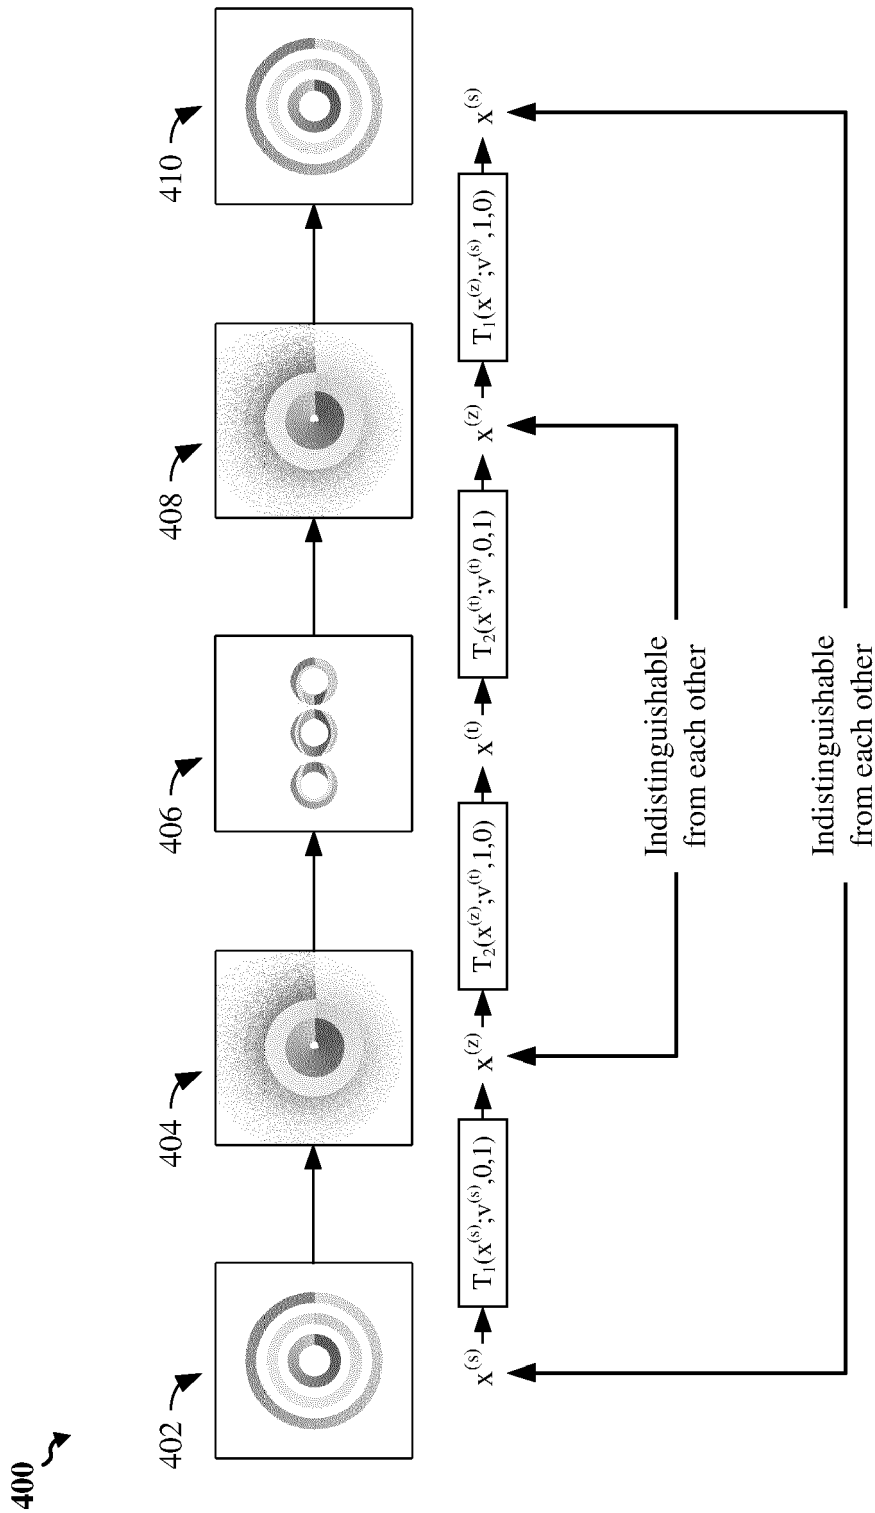 400
402
404
406
408
410
x^(s)
T₁(x^(s);v^(s),0,1)
x^(z)
T₂(x^(z);v^(t),1,0)
x^(t)
T₂(x^(t);v^(t),0,1)
x^(z)
T₁(x^(z);v^(s),1,0)
x^(s)
Indistinguishable
from each other
Indistinguishable
from each other